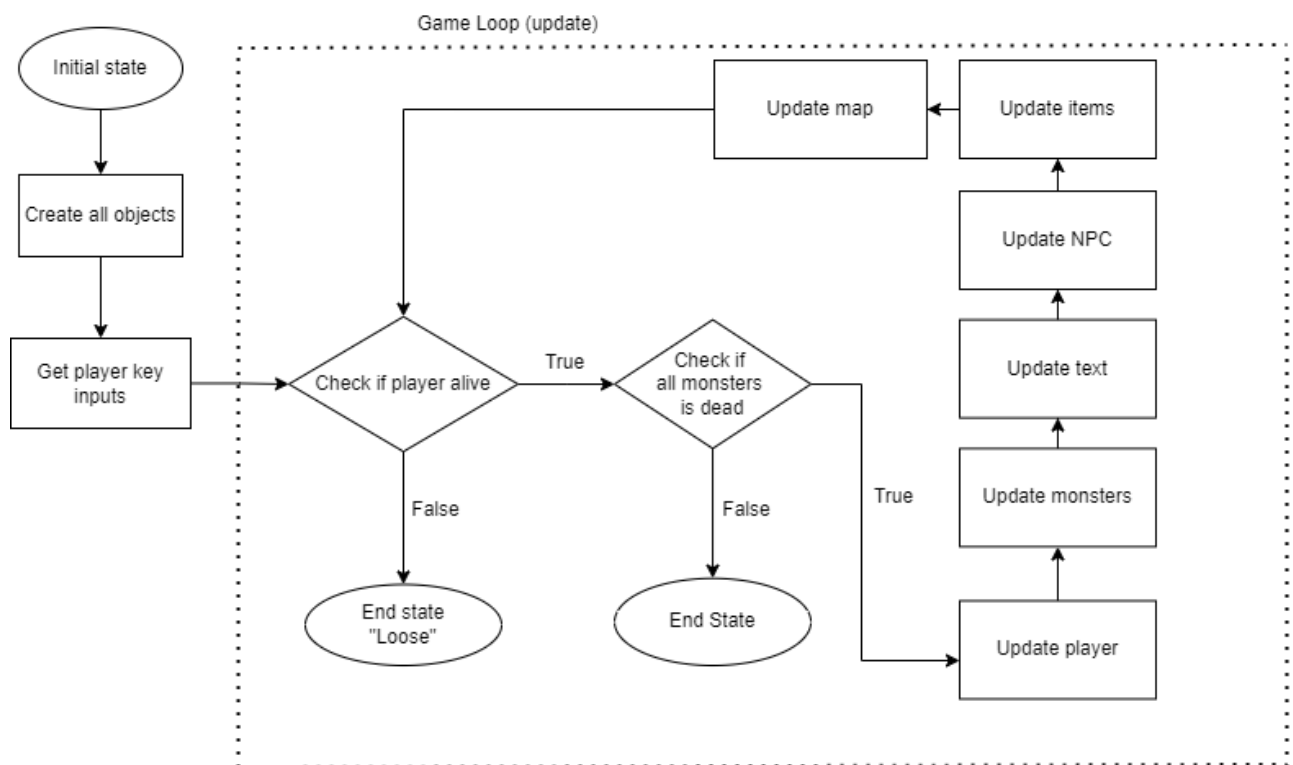 Game Loop (update)
Initial state
Create all objects
Get player key
inputs
Check if player alive
True
False
End state
"Loose"
Check if
all monsters
is dead
False
End State
True
Update player
Update monsters
Update text
Update NPC
Update items
Update map